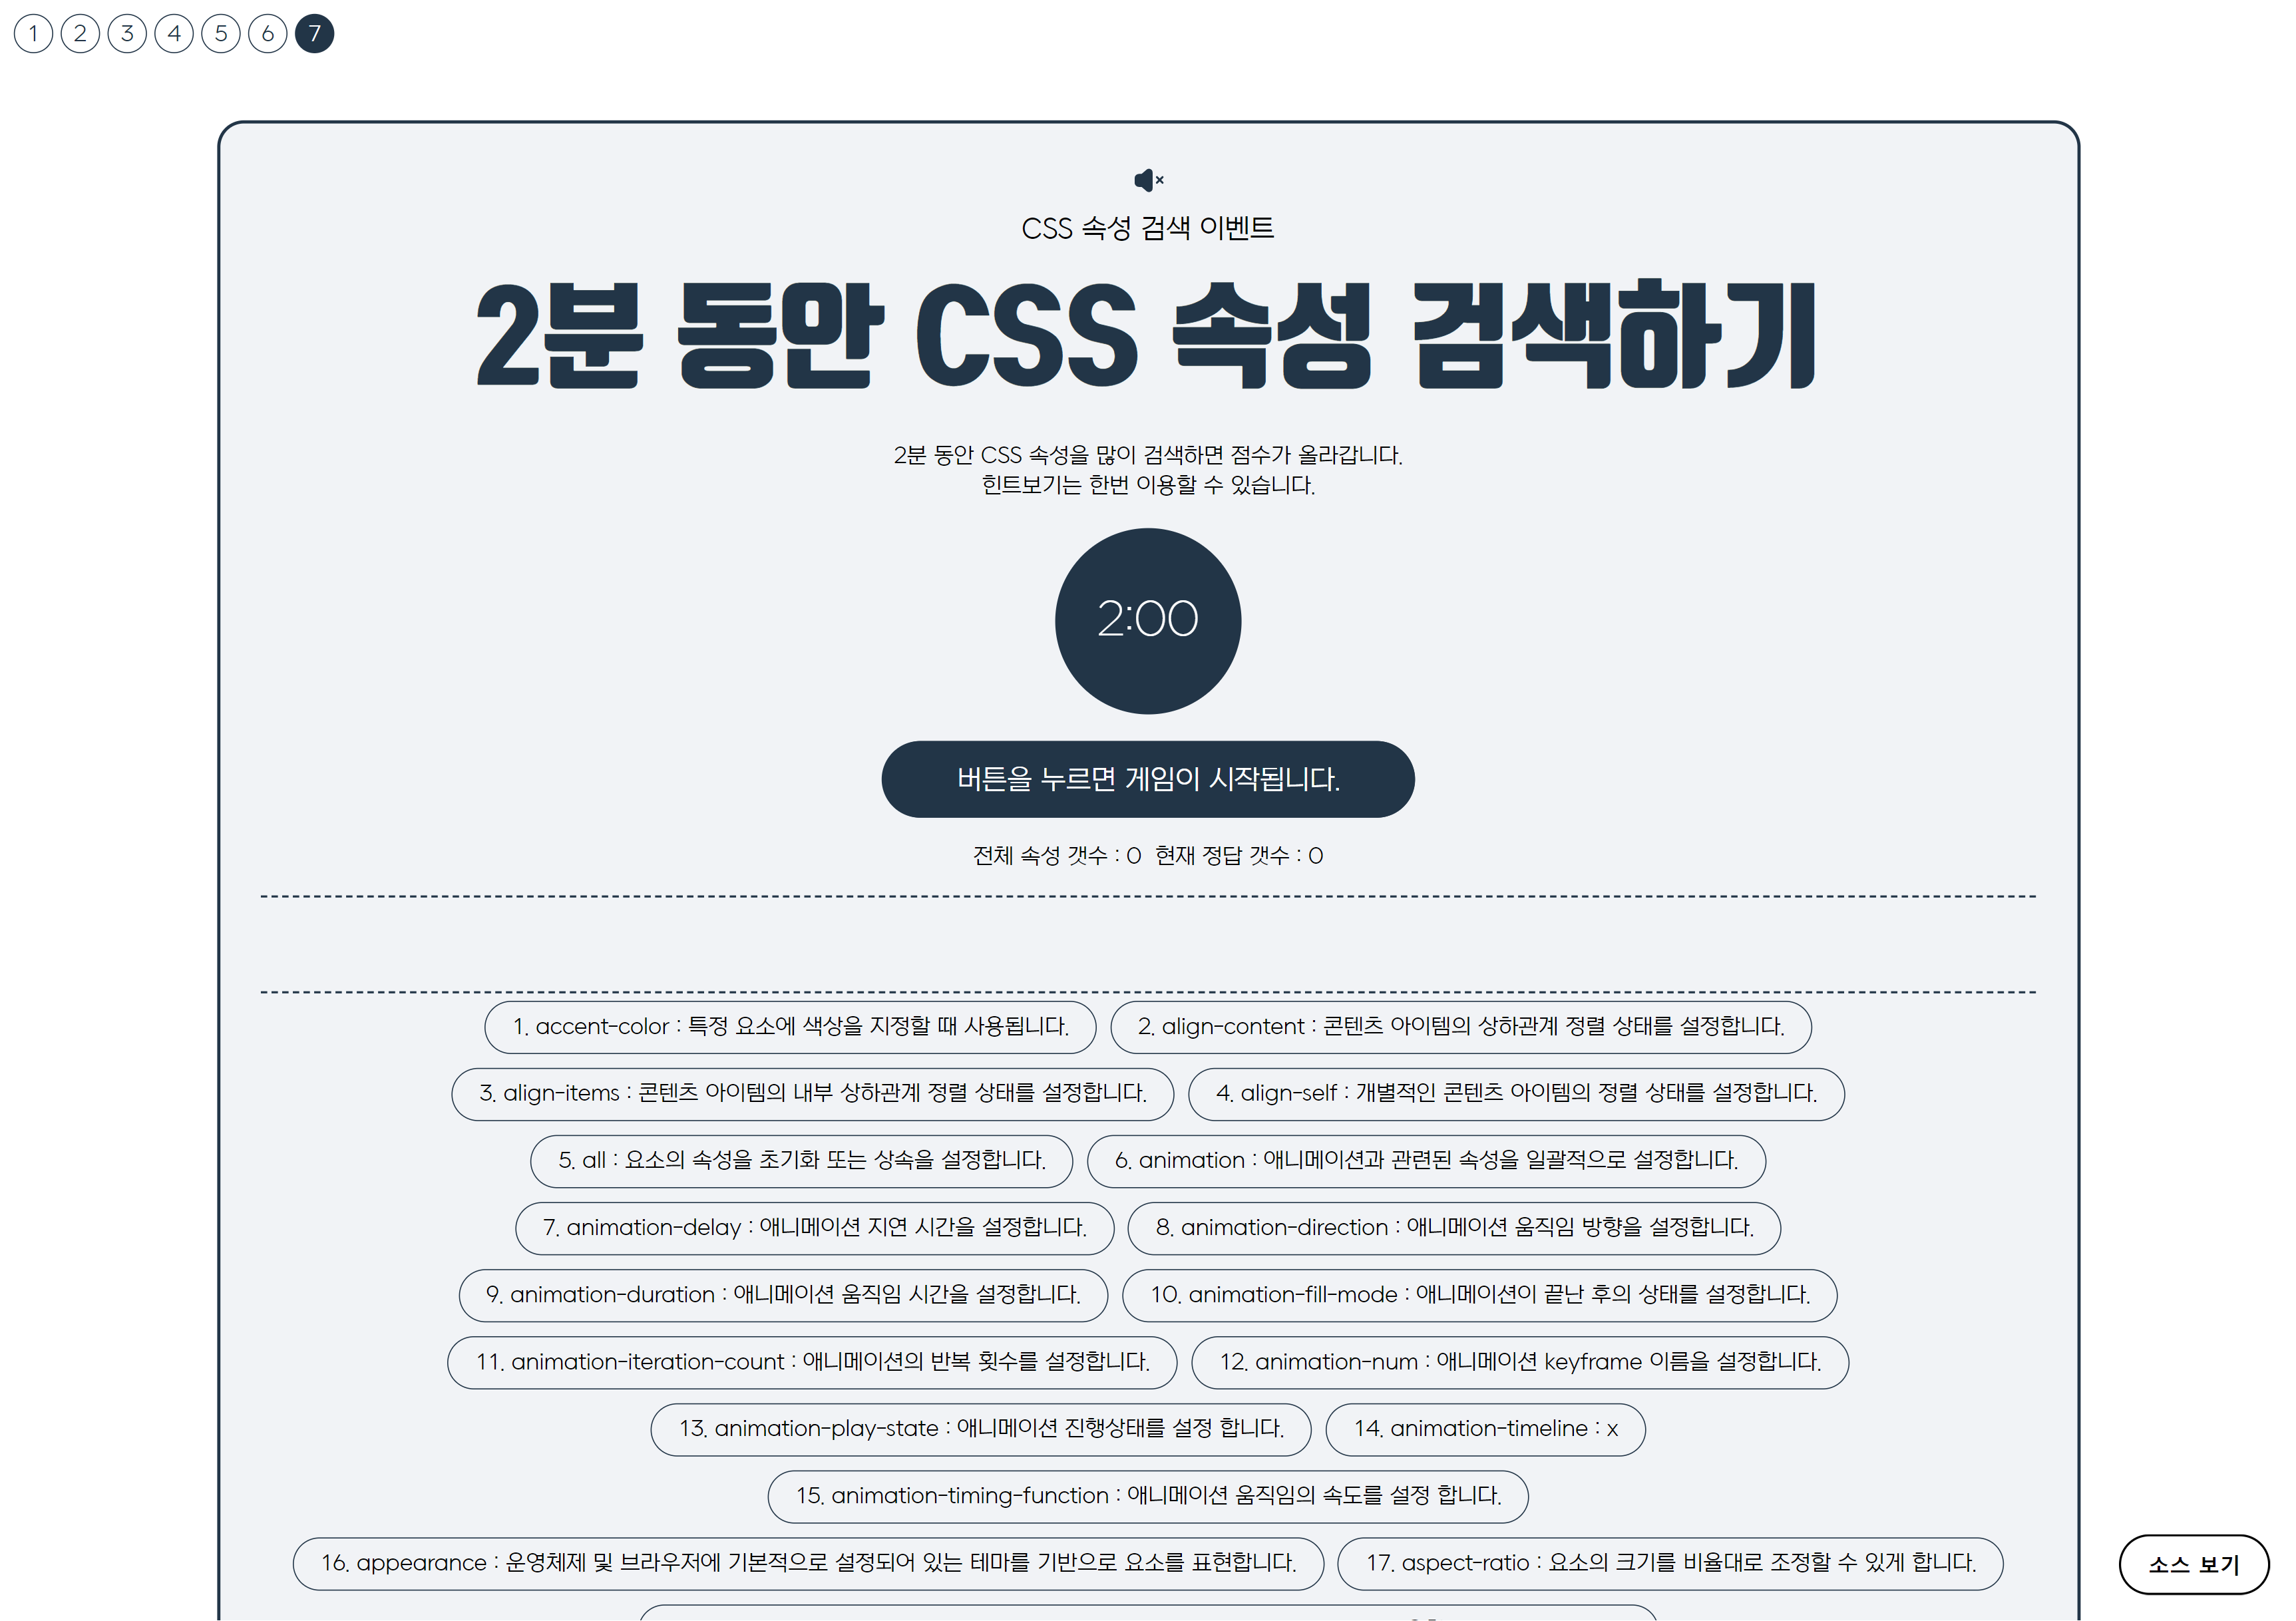 1 2 3 4 5 6 7
CSS 속성 검색 이벤트
2분 동안 CSS 속성 검색하기
2분 동안 CSS 속성을 많이 검색하면 점수가 올라갑니다.
힌트보기는 한번 이용할 수 있습니다.
2:00
버튼을 누르면 게임이 시작됩니다.
전체 속성 갯수 : 0 현재 정답 갯수 : 0
1. accent-color : 특정 요소에 색상을 지정할 때 사용됩니다. 2. align-content : 콘텐츠 아이템의 상하관계 정렬 상태를 설정합니다.
3. align-items : 콘텐츠 아이템의 내부 상하관계 정렬 상태를 설정합니다. 4. align-self : 개별적인 콘텐츠 아이템의 정렬 상태를 설정합니다.
5. all : 요소의 속성을 초기화 또는 상속을 설정합니다. 6. animation : 애니메이션과 관련된 속성을 일괄적으로 설정합니다.
7. animation-delay : 애니메이션 지연 시간을 설정합니다. 8. animation-direction : 애니메이션 움직임 방향을 설정합니다.
9. animation-duration : 애니메이션 움직임 시간을 설정합니다. 10. animation-fill-mode : 애니메이션이 끝난 후의 상태를 설정합니다.
11. animation-iteration-count : 애니메이션의 반복 횟수를 설정합니다. 12. animation-num : 애니메이션 keyframe 이름을 설정합니다.
13. animation-play-state : 애니메이션 진행상태를 설정 합니다. 14. animation-timeline : x
15. animation-timing-function : 애니메이션 움직임의 속도를 설정 합니다.
16. appearance : 운영체제 및 브라우저에 기본적으로 설정되어 있는 테마를 기반으로 요소를 표현합니다. 17. aspect-ratio : 요소의 크기를 비율대로 조정할 수 있게 합니다.
소스 보기